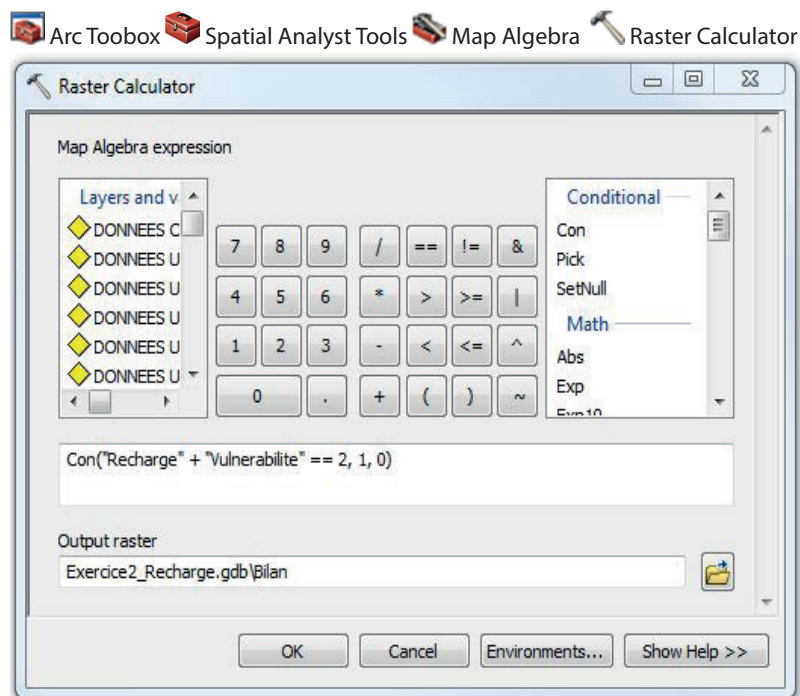 Arc Toobox Spatial Analyst Tools Map Algebra Raster Calculator
Raster Calculator
Map Algebra expression
Layers and v
DONNEES C
DONNEES U
DONNEES U
DONNEES U
DONNEES U
DONNEES U
7 8 9 / == != &
4 5 6 * > >= |
1 2 3 - < <= ^
0 . + ( ) ~
Conditional
Con
Pick
SetNull
Math
Abs
Exp
Exp10
Con("Recharge" + "Vulnerabilite" == 2, 1, 0)
Output raster
Exercice2_Recharge.gdb\Bilan
OK Cancel Environments... Show Help >>